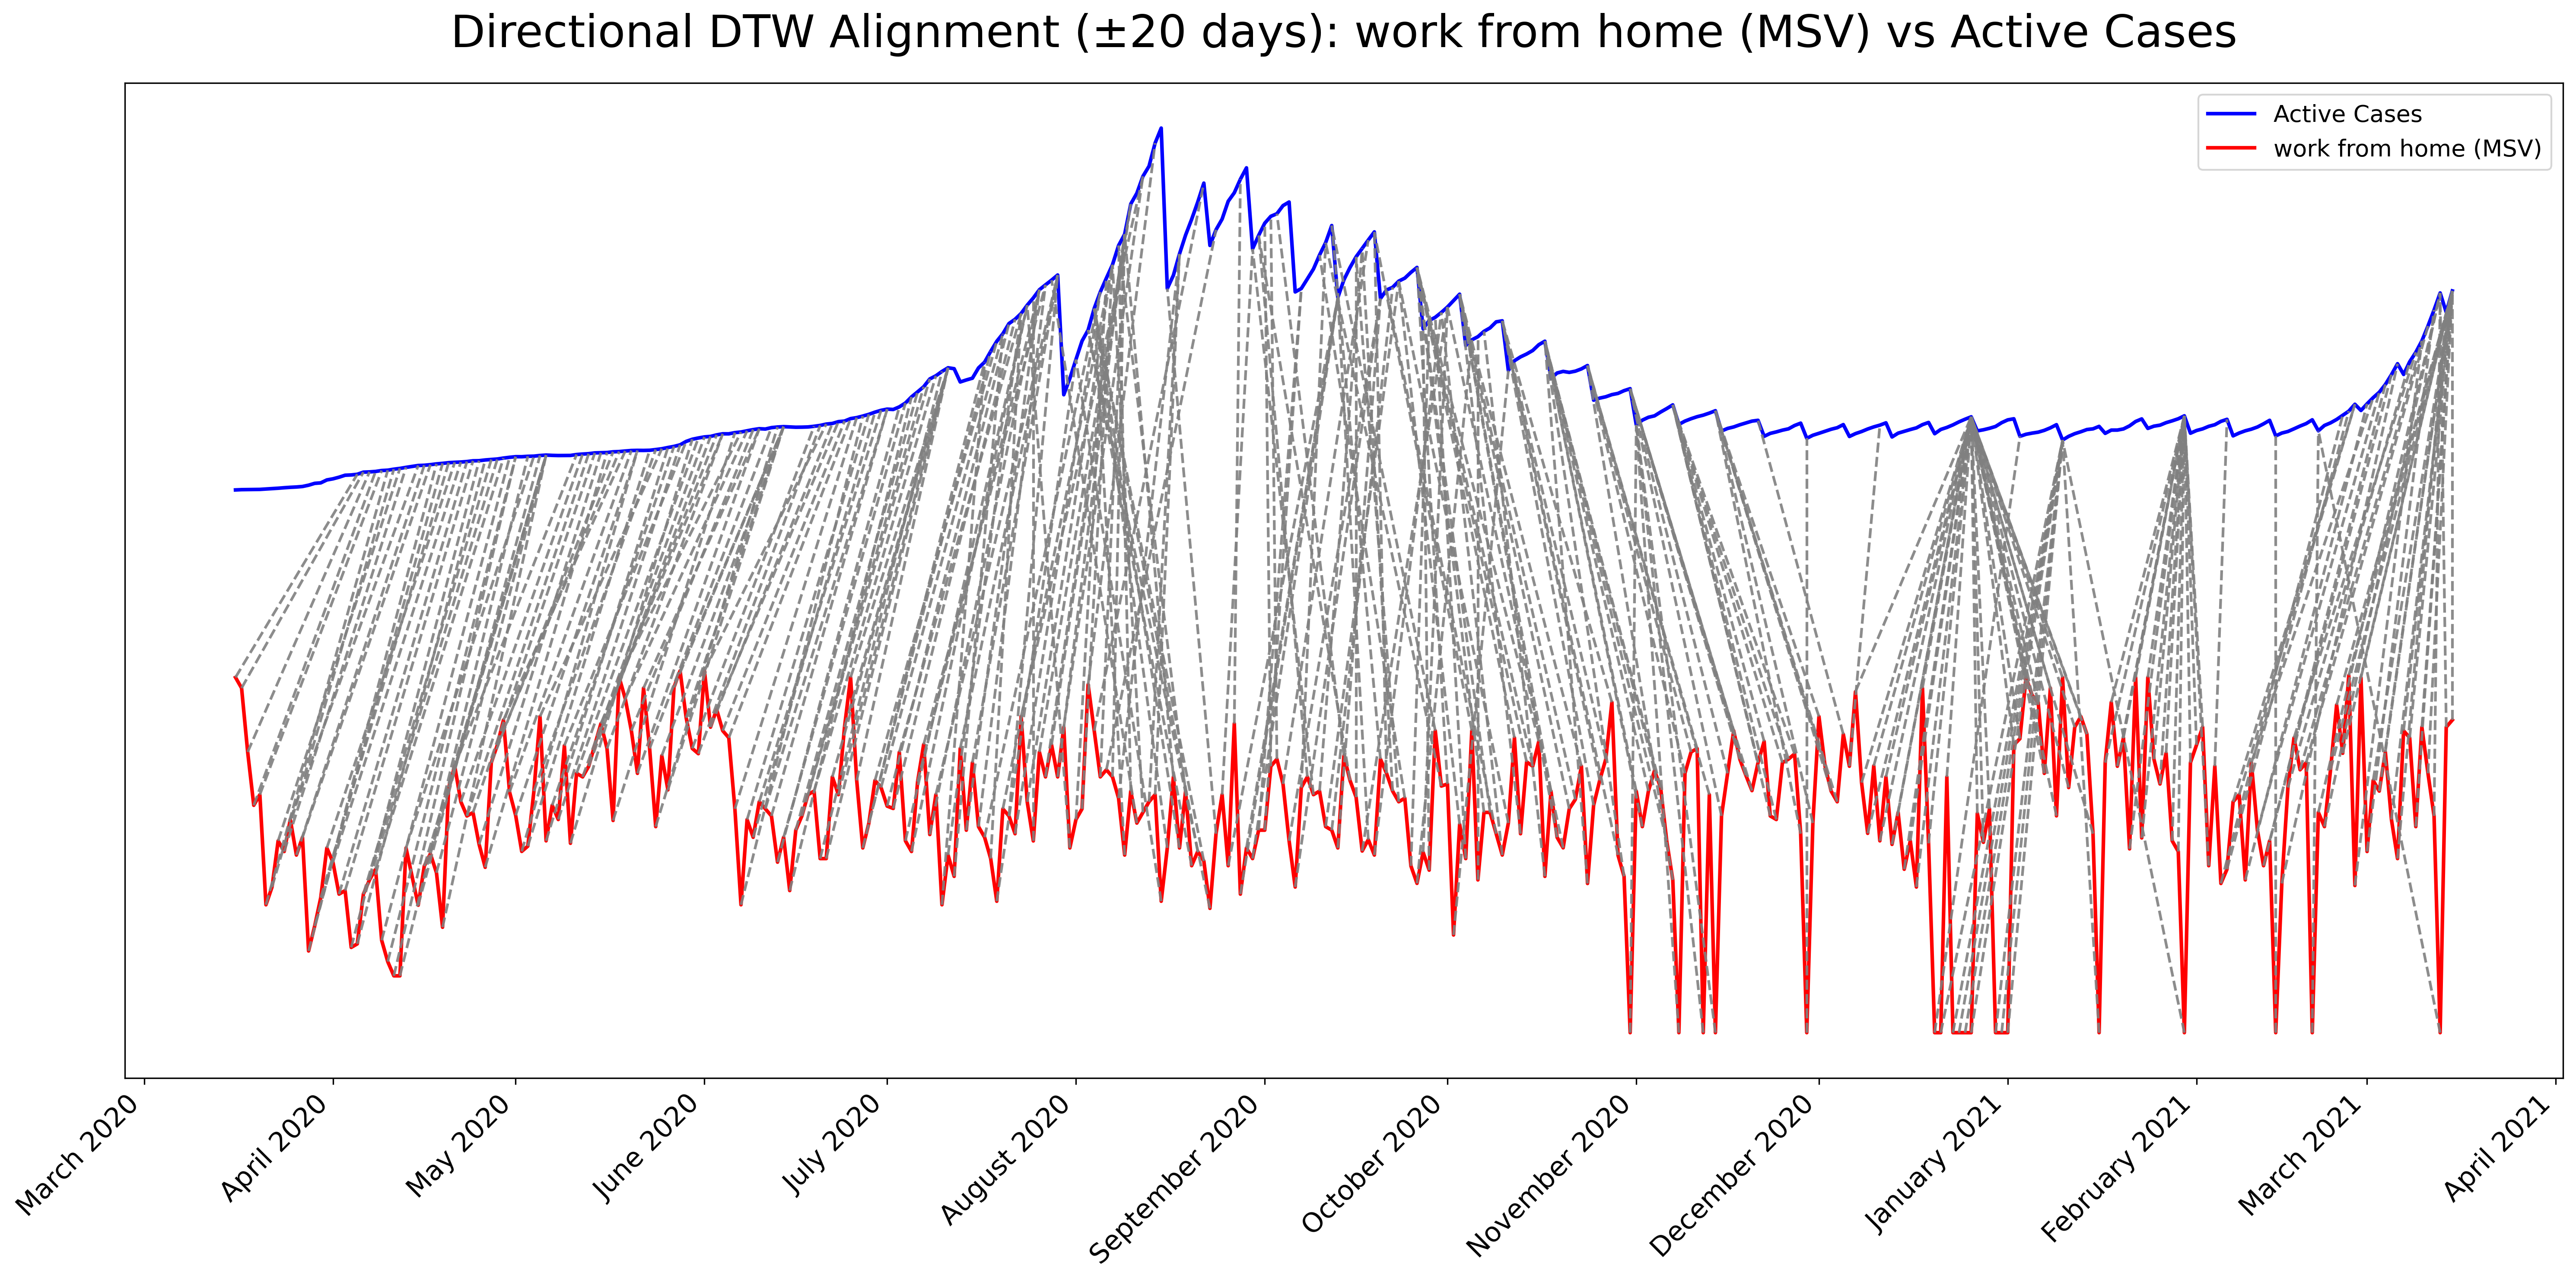 Directional DTW Alignment (±20 days): work from home (MSV) vs Active Cases
Active Cases
work from home (MSV)
March 2020
April 2020
May 2020
June 2020
July 2020
August 2020
September 2020
October 2020
November 2020
December 2020
January 2021
February 2021
March 2021
April 2021